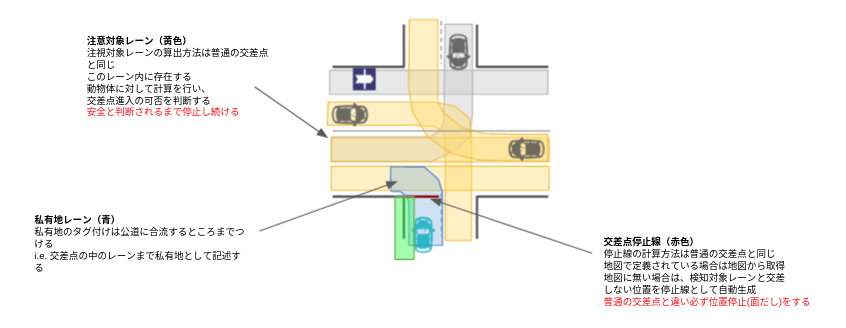 注意対象レーン（黄色）
注視対象レーンの算出方法は普通の交差点
と同じ
このレーン内に存在する
動物体に対して計算を行い、
交差点進入の可否を判断する
安全と判断されるまで停止し続ける
私有地レーン（青）
私有地のタグ付けは公道に合流するところまでつ
ける
i.e. 交差点の中のレーンまで私有地として記述す
る
交差点停止線（赤色）
停止線の計算方法は普通の交差点と同じ
地図で定義されている場合は地図から取得
地図に無い場合は、検知対象レーンと交差
しない位置を停止線として自動生成
普通の交差点と違い必ず位置停止(面だし)をする